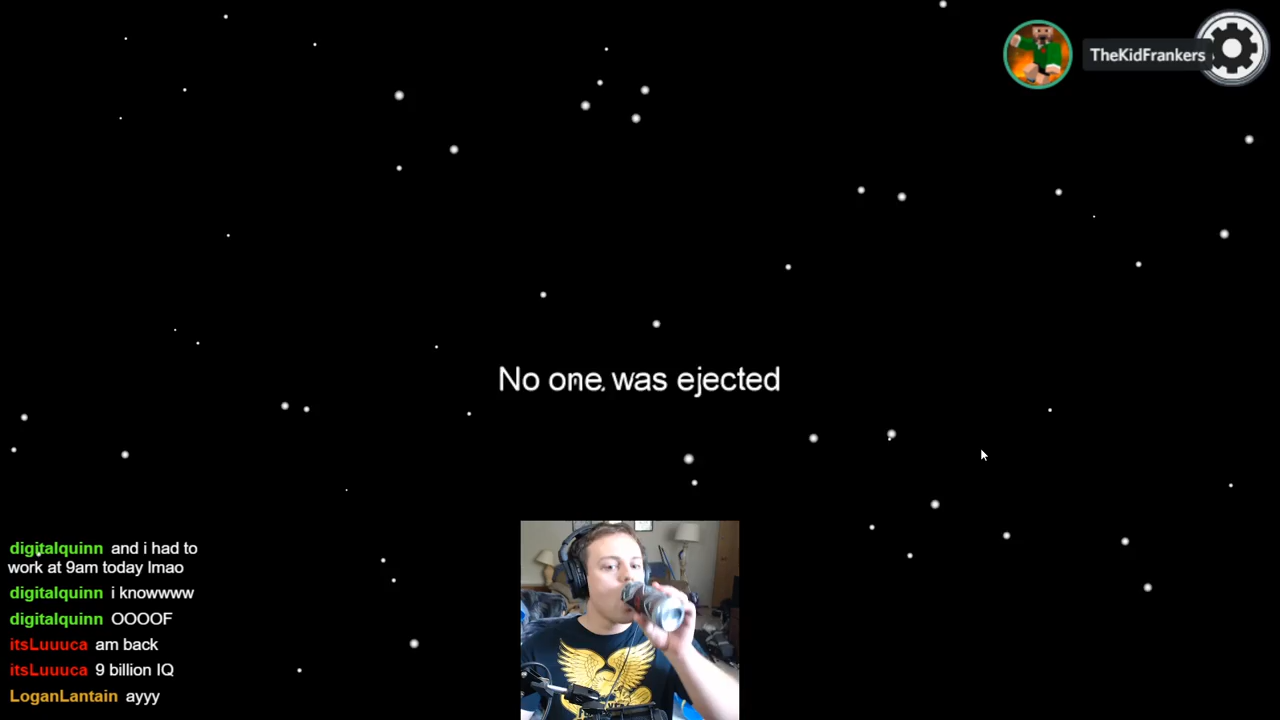 TheKidFrankers
No one was ejected
digitalquinn and i had to
work at 9am today lmao
digitalquinn i knowwww
digitalquinn OOOOF
itsLuuuca am back
itsLuuuca 9 billion IQ
LoganLantain ayyy